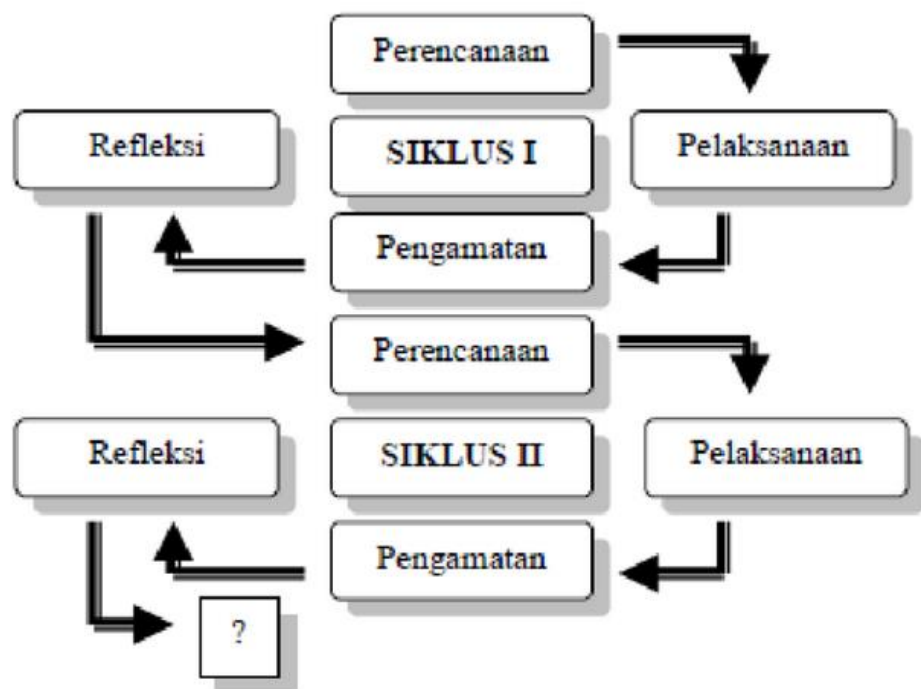 Perencanaan
Refleksi
SIKLUS I
Pelaksanaan
Pengamatan
Perencanaan
Refleksi
SIKLUS II
Pelaksanaan
Pengamatan
?